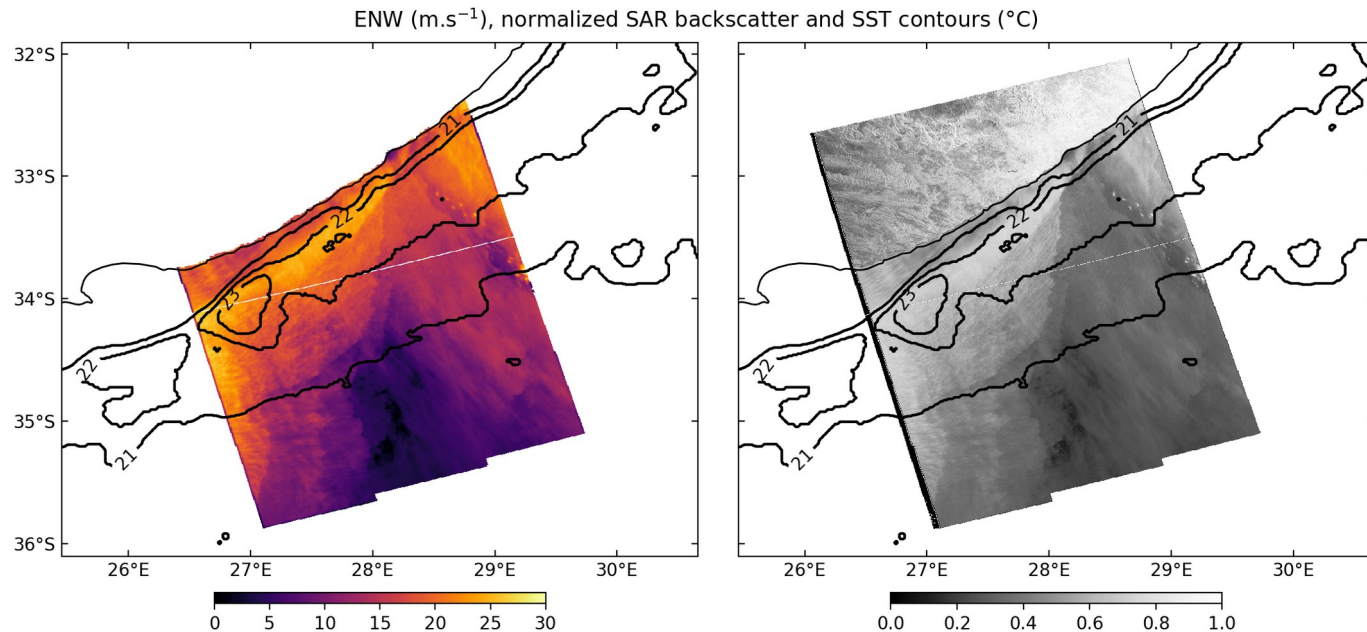 ENW (m.s⁻¹), normalized SAR backscatter and SST contours (°C)
32°S
33°S
34°S
35°S
36°S
21
22
23
22
21
21
22
23
22
21
26°E 27°E 28°E 29°E 30°E
26°E 27°E 28°E 29°E 30°E
0 5 10 15 20 25 30
0.0 0.2 0.4 0.6 0.8 1.0